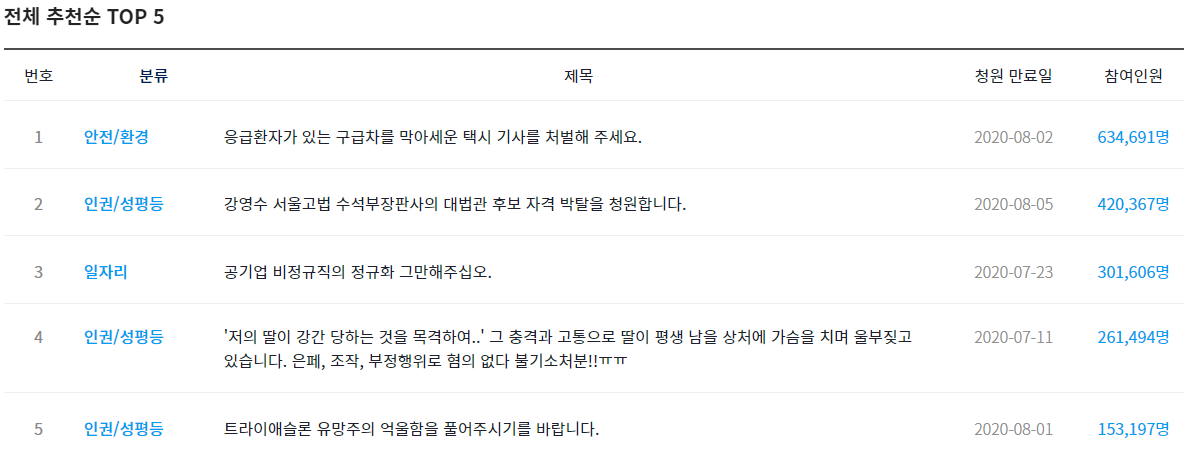 전체 추천순 TOP 5
번호 분류 제목 청원 만료일 참여인원
1 안전/환경 응급환자가 있는 구급차를 막아세운 택시 기사를 처벌해 주세요. 2020-08-02 634,691명
2 인권/성평등 강영수 서울고법 수석부장판사의 대법관 후보 자격 박탈을 청원합니다. 2020-08-05 420,367명
3 일자리 공기업 비정규직의 정규화 그만해주십오. 2020-07-23 301,606명
4 인권/성평등 '저의 딸이 강간 당하는 것을 목격하여..' 그 충격과 고통으로 딸이 평생 남을 상처에 가슴을 치며 울부짖고 2020-07-11 261,494명
있습니다. 은페, 조작, 부정행위로 혐의 없다 불기소처분!!ㅠㅠ
5 인권/성평등 트라이애슬론 유망주의 억울함을 풀어주시기를 바랍니다. 2020-08-01 153,197명